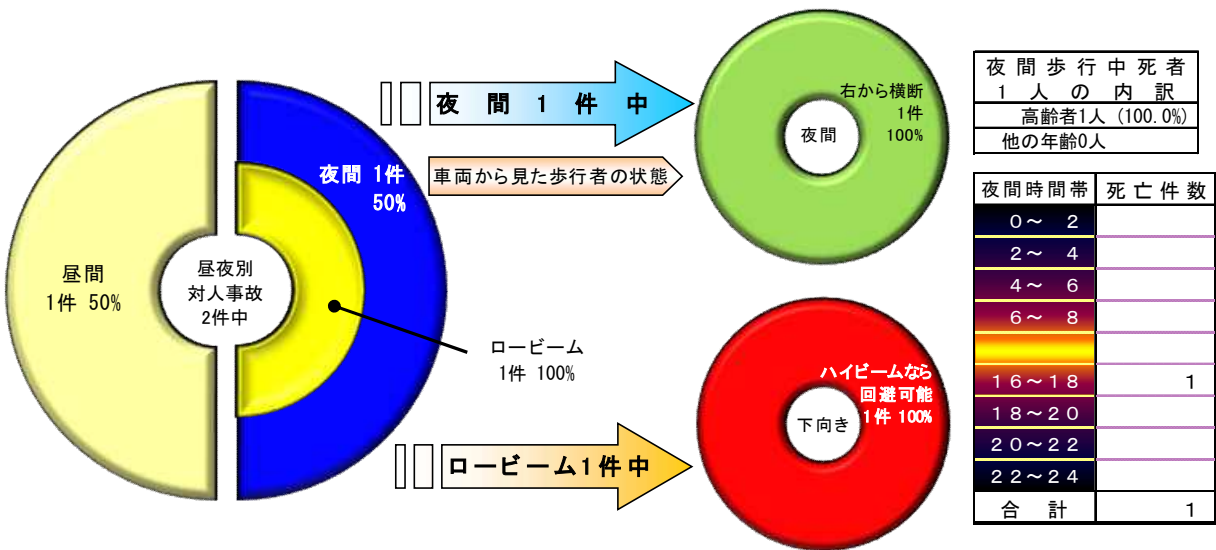 昼間
1件 50%
昼夜別
対人事故
2件中
夜間 1件
50%
ロービーム
1件 100%
夜間1件中
車両から見た歩行者の状態
右から横断
1件
100%
夜間
ロービーム1件中
ハイビームなら
回避可能
1件 100%
下向き
夜間歩行中死者
1人の内訳
高齢者1人 (100.0%)
他の年齢0人
夜間時間帯 死亡件数
0~ 2
2~ 4
4~ 6
6~ 8
16~18 1
18~20
20~22
22~24
合計 1